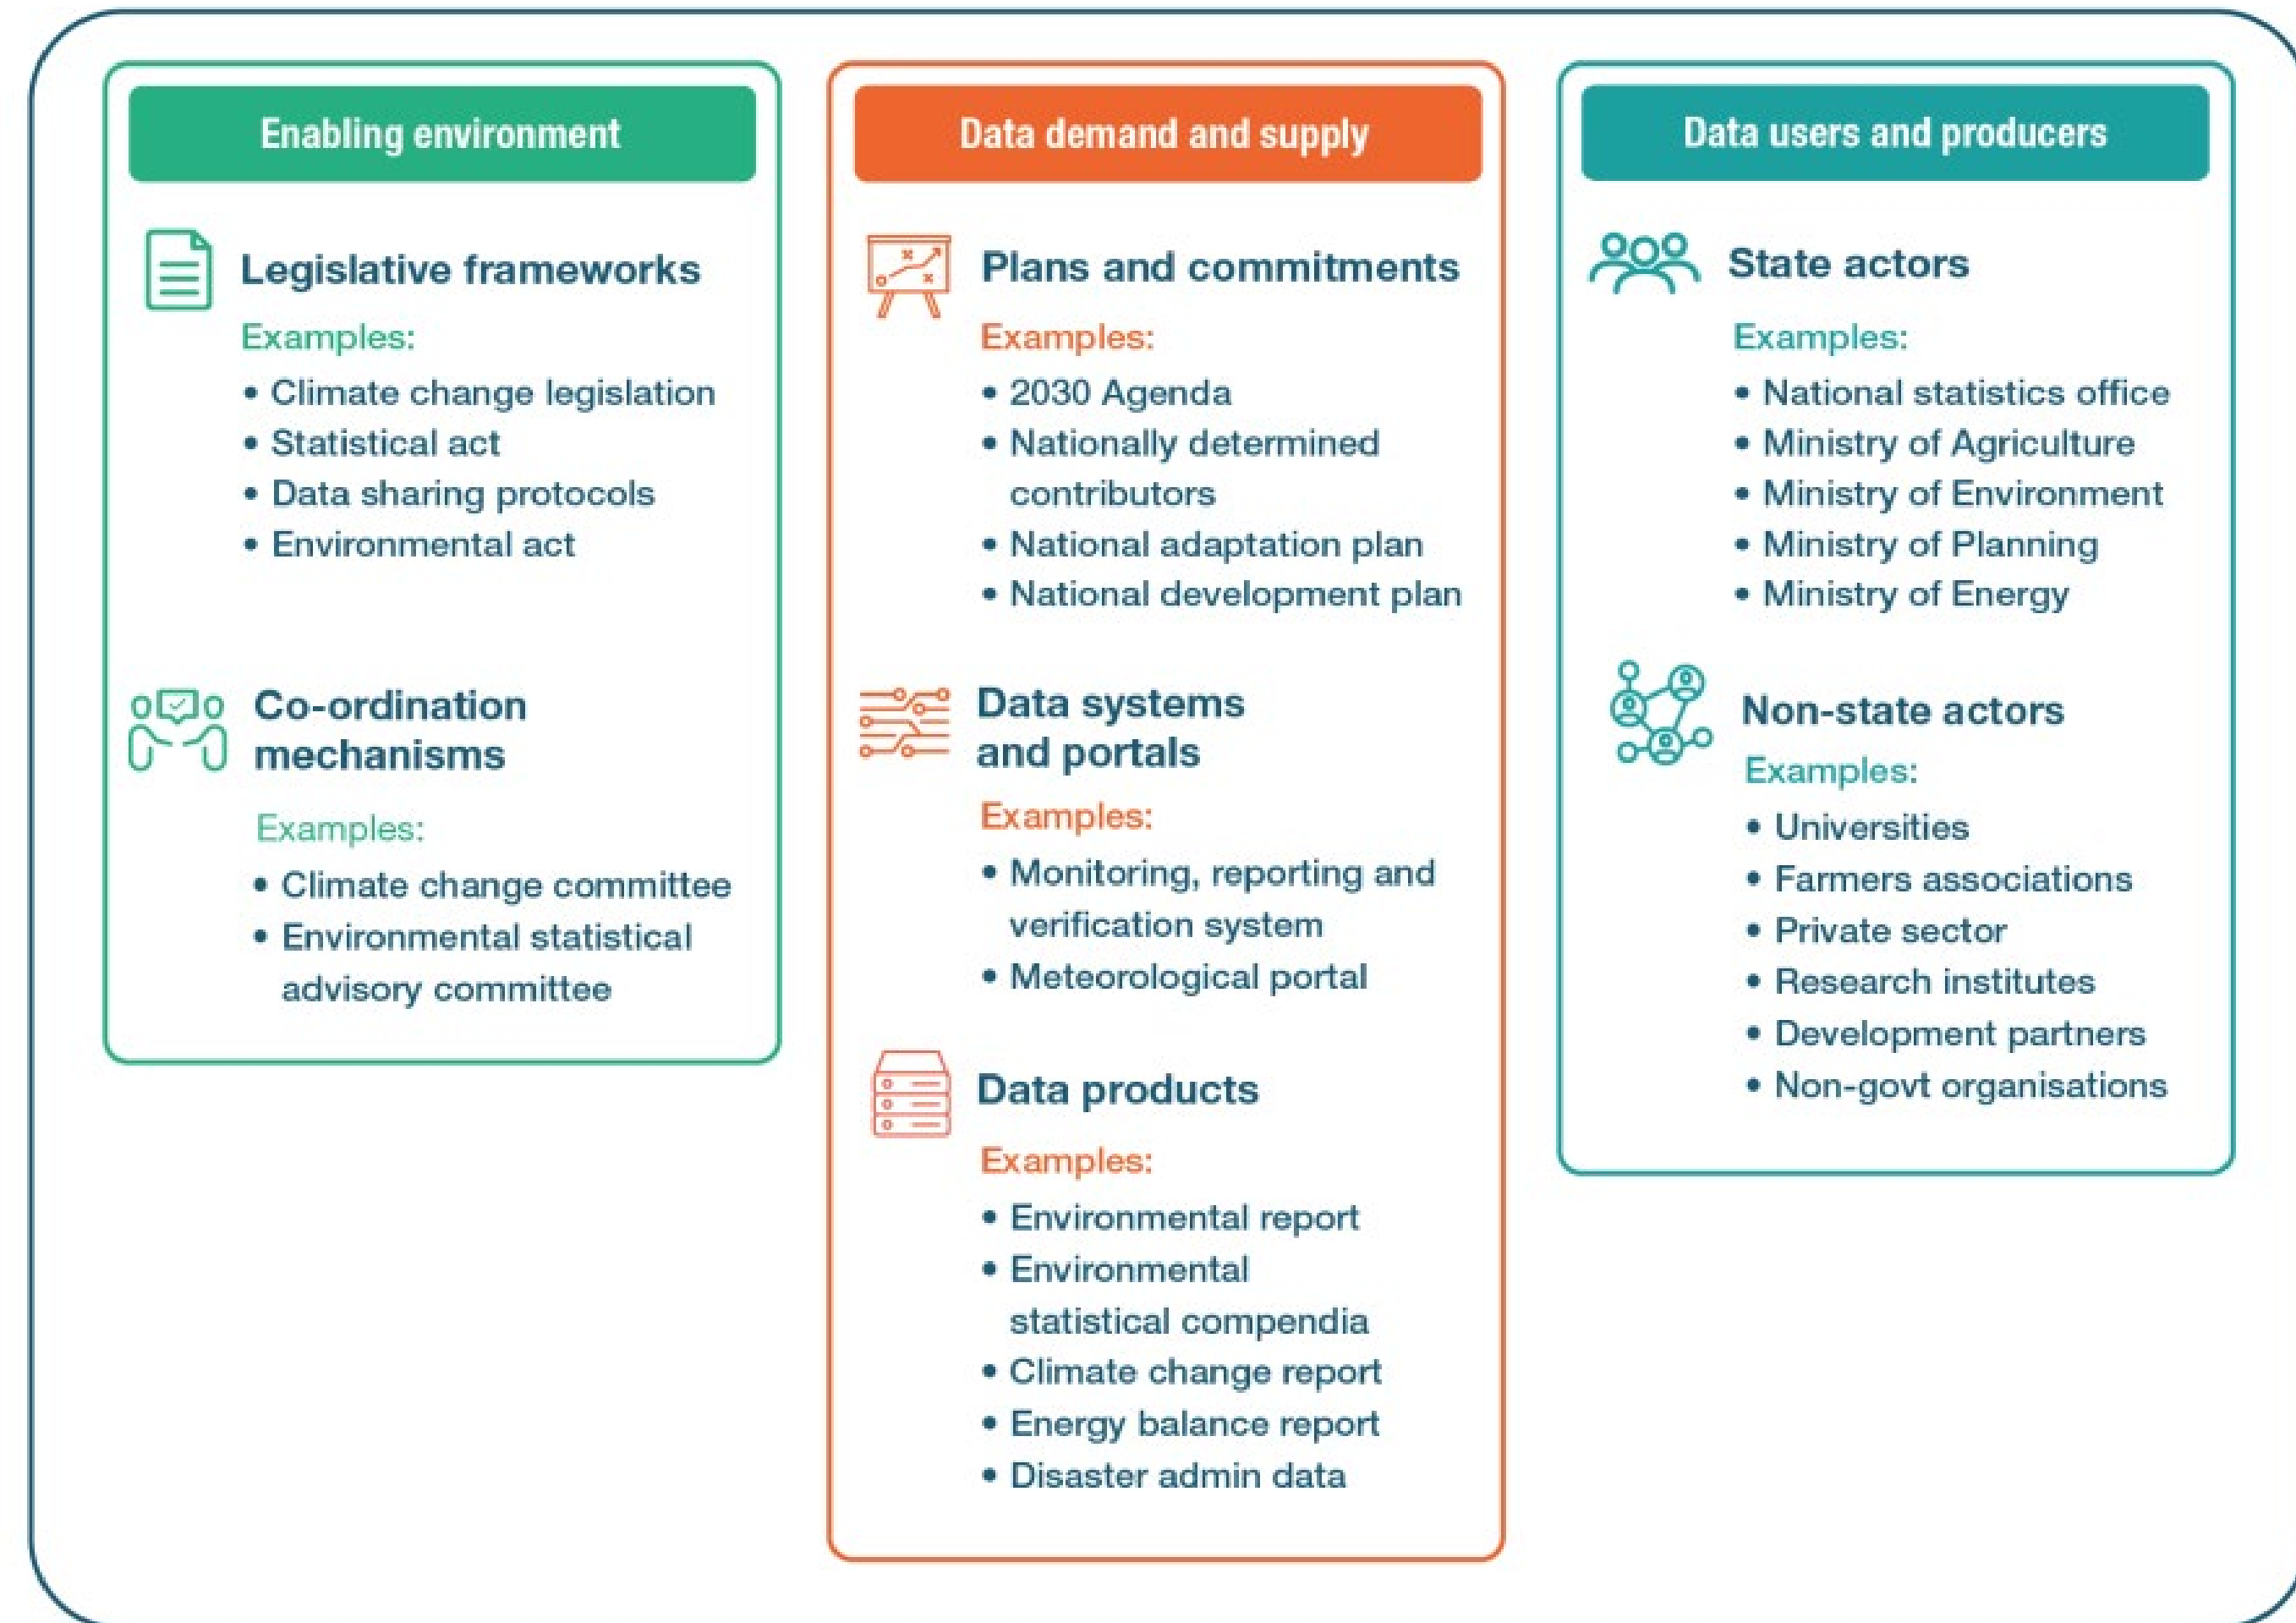 Enabling environment
Legislative frameworks
Examples:
• Climate change legislation
• Statistical act
• Data sharing protocols
• Environmental act
Co-ordination
mechanisms
Examples:
• Climate change committee
• Environmental statistical
advisory committee
Data demand and supply
Plans and commitments
Examples:
• 2030 Agenda
• Nationally determined
contributors
• National adaptation plan
• National development plan
Data systems
and portals
Examples:
• Monitoring, reporting and
verification system
• Meteorological portal
Data products
Examples:
• Environmental report
• Environmental
statistical compendia
• Climate change report
• Energy balance report
• Disaster admin data
Data users and producers
State actors
Examples:
• National statistics office
• Ministry of Agriculture
• Ministry of Environment
• Ministry of Planning
• Ministry of Energy
Non-state actors
Examples:
• Universities
• Farmers associations
• Private sector
• Research institutes
• Development partners
• Non-govt organisations